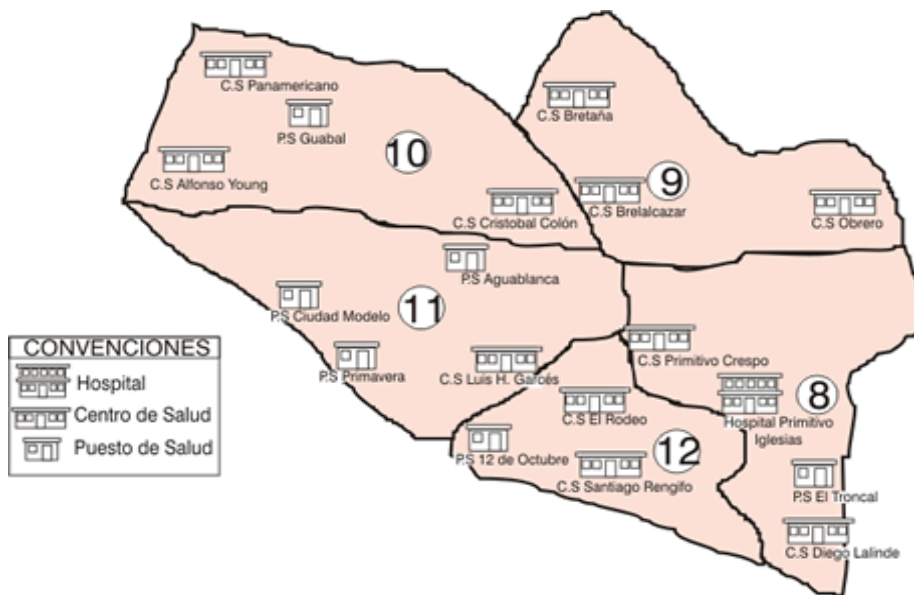 C.S Panamericano
P.S Guabal
10
C.S Alfonso Young
C.S Cristobal Colón
C.S Bretaña
9
C.S Brelalcazar
C.S Obrero
P.S Aguablanca
P.S Ciudad Modelo
11
P.S Primavera
C.S Luis H. Garcés
C.S Primitivo Crespo
8
Hospital Primitivo
Iglesias
P.S El Troncal
C.S Diego Lalinde
C.S El Rodeo
P.S 12 de Octubre
12
C.S Santiago Rengifo
CONVENCIONES
Hospital
Centro de Salud
Puesto de Salud